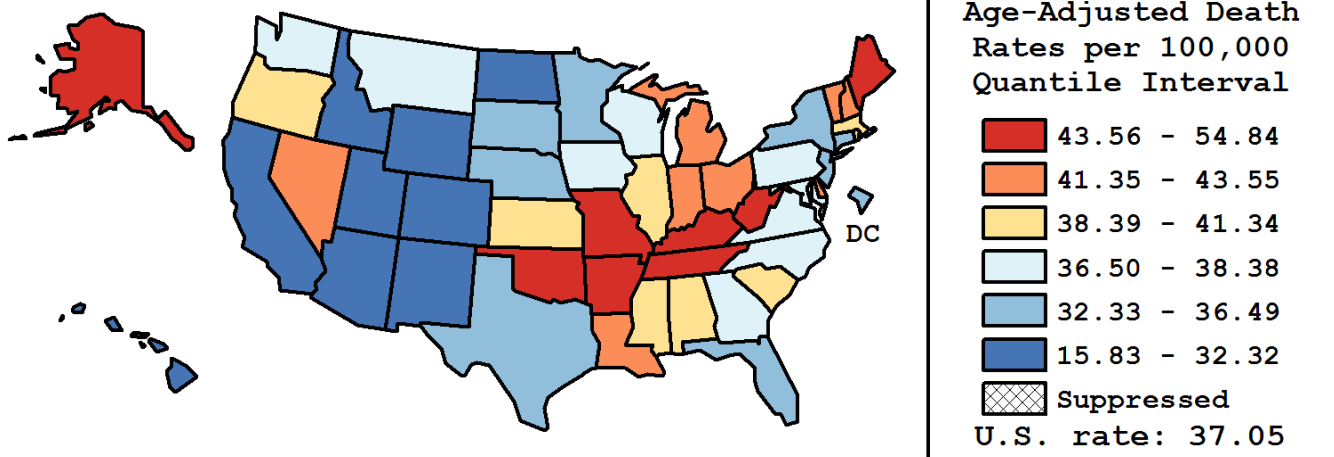 DC
Age-Adjusted Death
Rates per 100,000
Quantile Interval
43.56 - 54.84
41.35 - 43.55
38.39 - 41.34
36.50 - 38.38
32.33 - 36.49
15.83 - 32.32
Suppressed
U.S. rate: 37.05